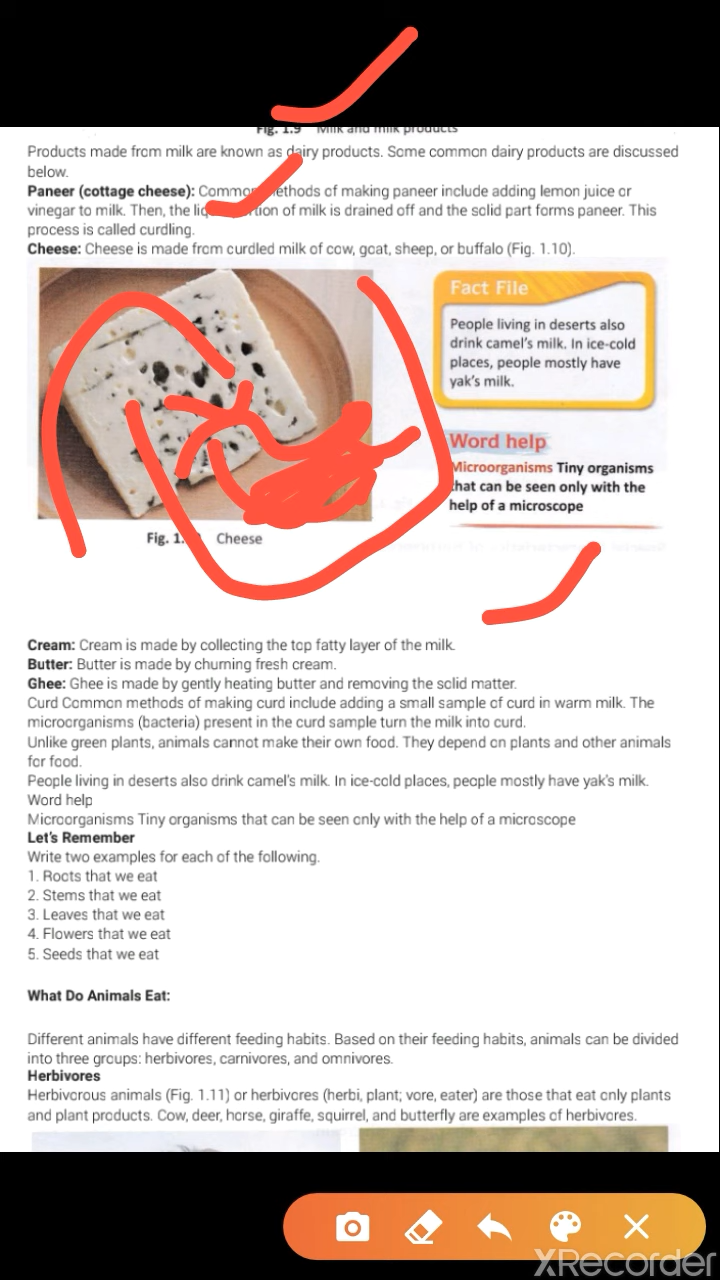 Fig. 1.9 Milk and milk products
Products made from milk are known as dairy products. Some common dairy products are discussed
below.
Paneer (cottage cheese): Common methods of making paneer include adding lemon juice or
vinegar to milk. Then, the liquid portion of milk is drained off and the solid part forms paneer. This
process is called curdling.
Cheese: Cheese is made from curdled milk of cow, goat, sheep, or buffalo (Fig. 1.10).
Fact File
People living in deserts also
drink camel's milk. In ice-cold
places, people mostly have
yak's milk.
Word help
Microorganisms Tiny organisms
that can be seen only with the
help of a microscope
Fig. 1. Cheese
Cream: Cream is made by collecting the top fatty layer of the milk.
Butter: Butter is made by churning fresh cream.
Ghee: Ghee is made by gently heating butter and removing the solid matter.
Curd Common methods of making curd include adding a small sample of curd in warm milk. The
microorganisms (bacteria) present in the curd sample turn the milk into curd.
Unlike green plants, animals cannot make their own food. They depend on plants and other animals
for food.
People living in deserts also drink camel's milk. In ice-cold places, people mostly have yak's milk.
Word help
Microorganisms Tiny organisms that can be seen only with the help of a microscope
Let's Remember
Write two examples for each of the following.
1. Roots that we eat
2. Stems that we eat
3. Leaves that we eat
4. Flowers that we eat
5. Seeds that we eat
What Do Animals Eat:
Different animals have different feeding habits. Based on their feeding habits, animals can be divided
into three groups: herbivores, carnivores, and omnivores.
Herbivores
Herbivorous animals (Fig. 1.11) or herbivores (herbi, plant; vore, eater) are those that eat only plants
and plant products. Cow, deer, horse, giraffe, squirrel, and butterfly are examples of herbivores.
XRecorder